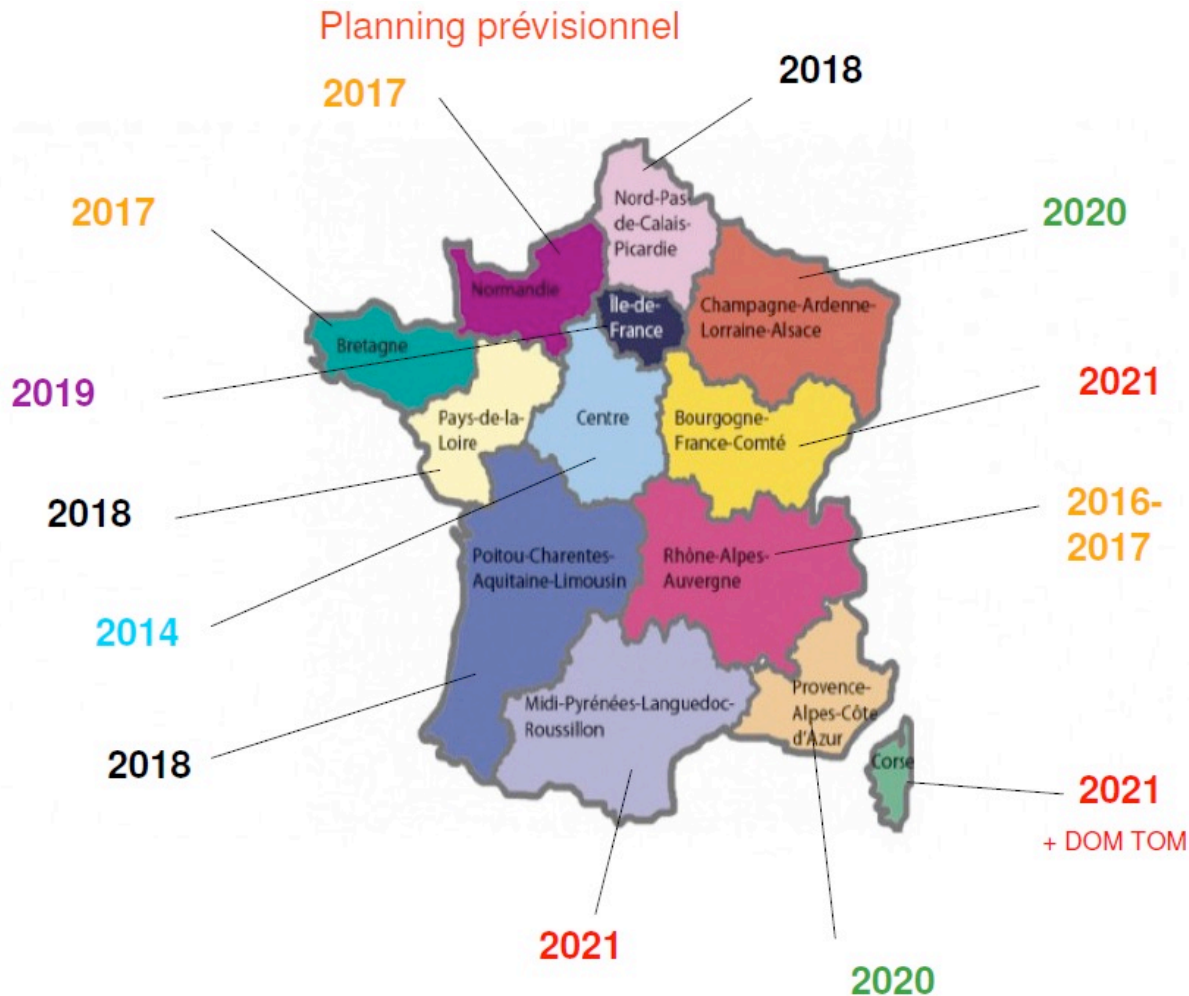 Planning prévisionnel
2018
2017
Nord-Pas-
de-Calais-
Picardie
2017
2020
Normandie
Île-de-
France
Champagne-Ardenne-
Lorraine-Alsace
Bretagne
2019
2021
Pays-de-la-
Loire
Centre
Bourgogne-
France-Comté
2018
2016-
2017
Poitou-Charentes-
Aquitaine-Limousin
Rhône-Alpes-
Auvergne
2014
Midi-Pyrénées-Languedoc-
Roussillon
Provence-
Alpes-Côte
d'Azur
2018
Corse
2021
+ DOM TOM
2021
2020